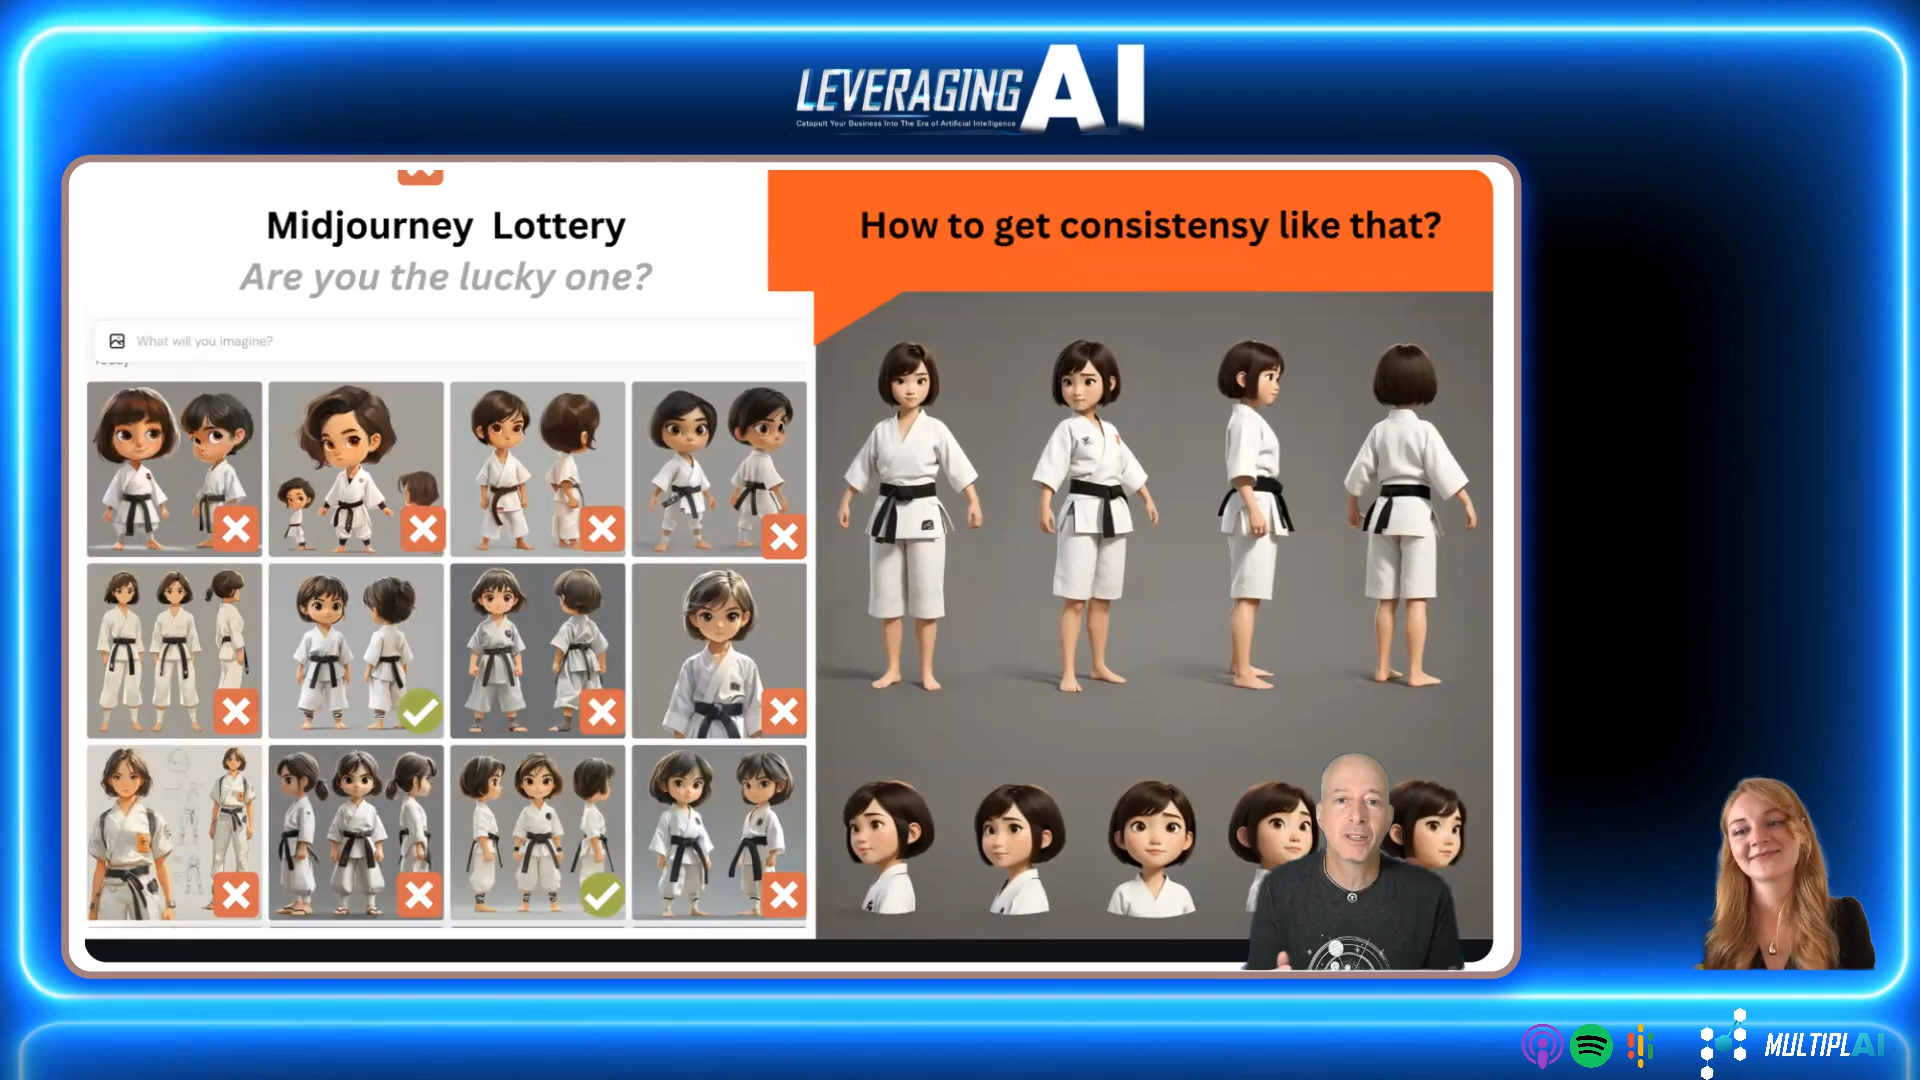 LEVERAGING AI
Catapult Your Business Into The Era of Artificial Intelligence
Midjourney Lottery
Are you the lucky one?
What will you imagine?
How to get consistensy like that?
MULTIPLAI